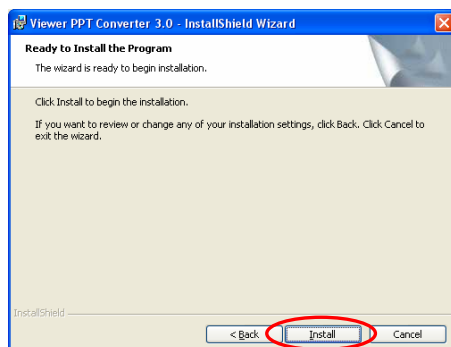 Viewer PPT Converter 3.0 - InstallShield Wizard
Ready to Install the Program
The wizard is ready to begin installation.
Click Install to begin the installation.
If you want to review or change any of your installation settings, click Back. Click Cancel to
exit the wizard.
InstallShield
< Back Install Cancel